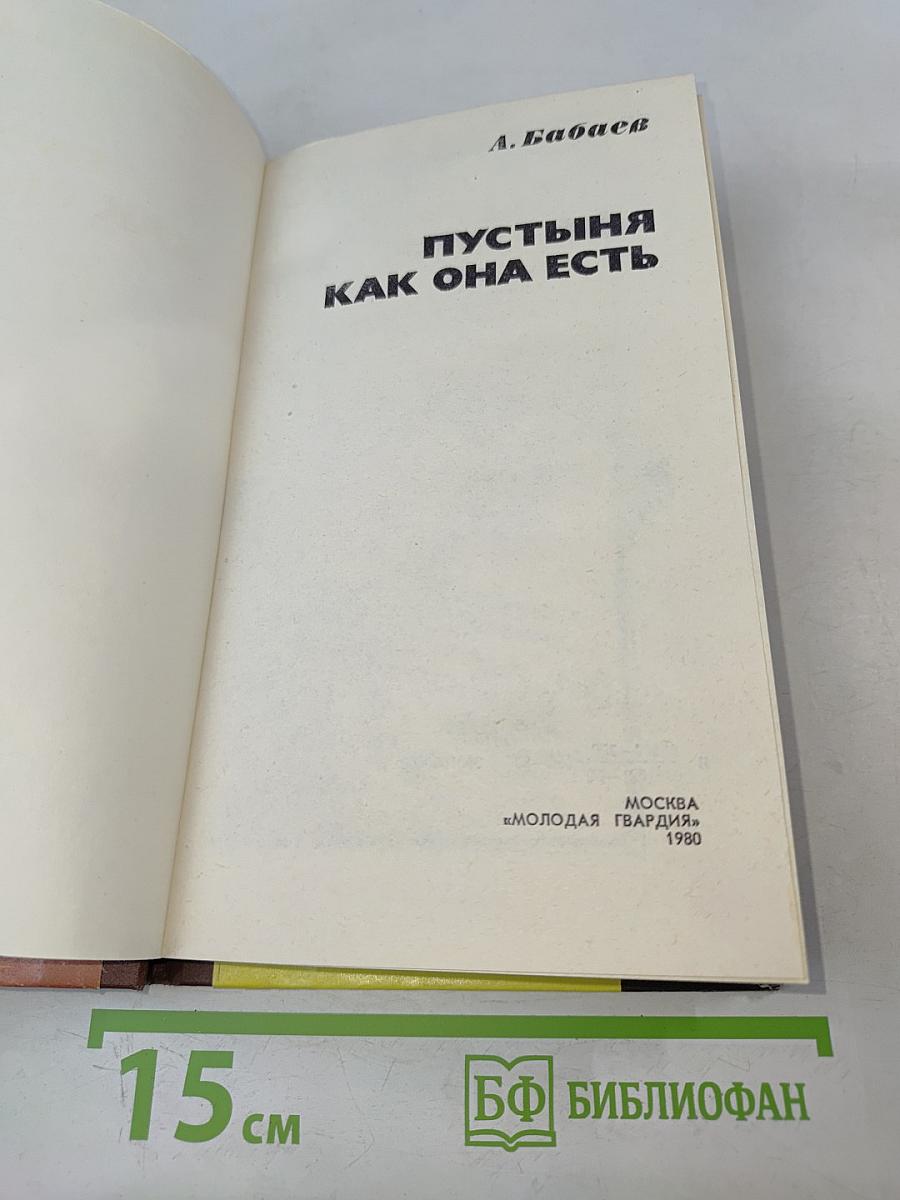 А. Бабаев
ПУСТЫНЯ
КАК ОНА ЕСТЬ
МОСКВА
«МОЛОДАЯ ГВАРДИЯ»
1980
15 см
БФ БИБЛИОФАН